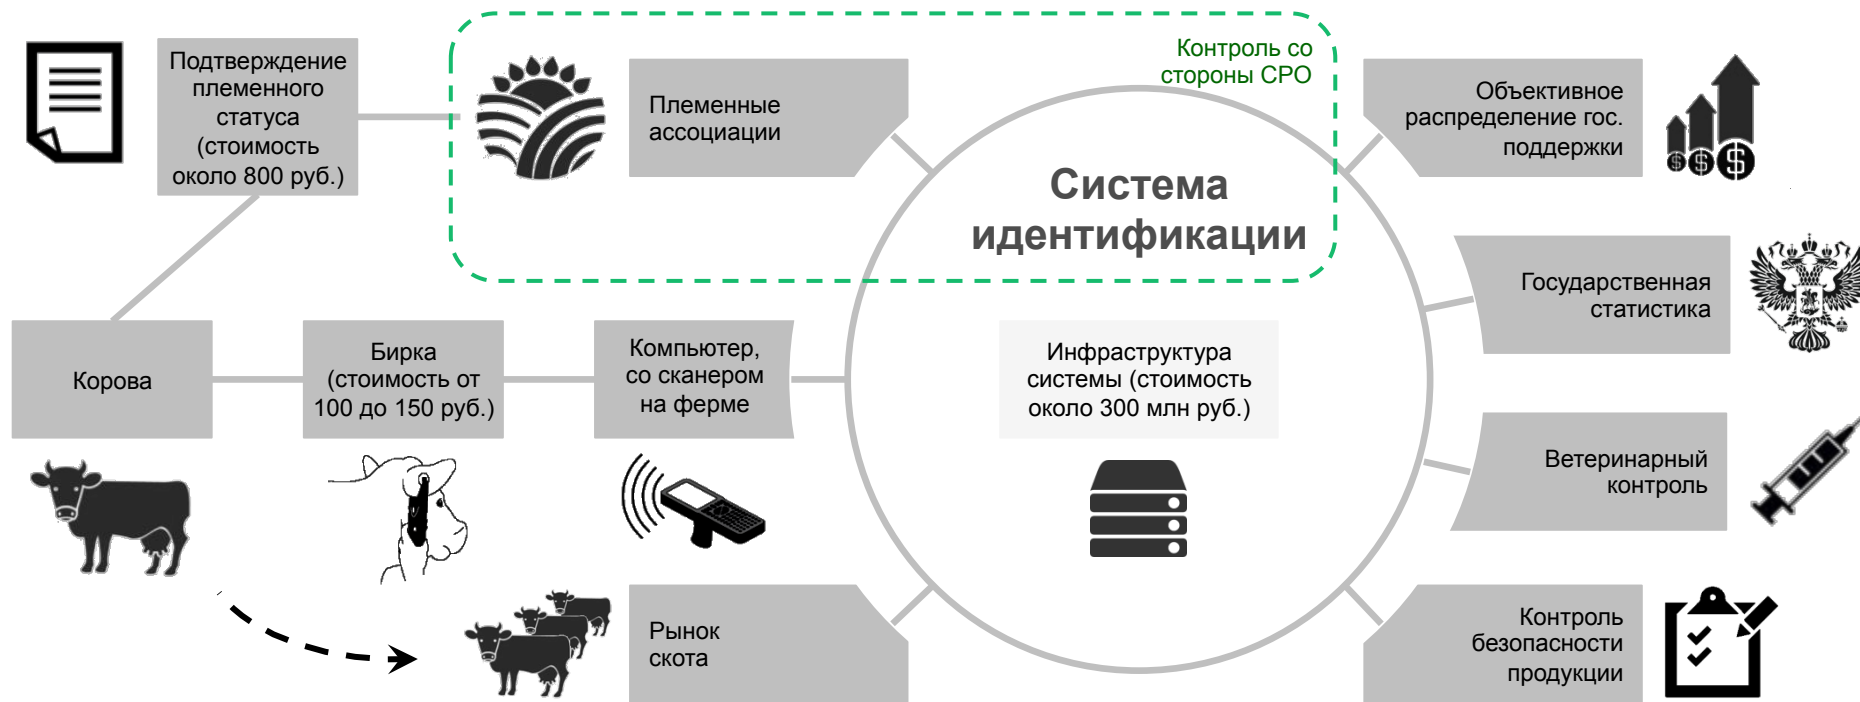 Подтверждение
племенного
статуса
(стоимость
около 800 руб.)
Племенные
ассоциации
Контроль со
стороны СРО
Объективное
распределение гос.
поддержки
Система
идентификации
Государственная
статистика
Корова
Бирка
(стоимость от
100 до 150 руб.)
Компьютер,
со сканером
на ферме
Инфраструктура
системы (стоимость
около 300 млн руб.)
Ветеринарный
контроль
Рынок
скота
Контроль
безопасности
продукции